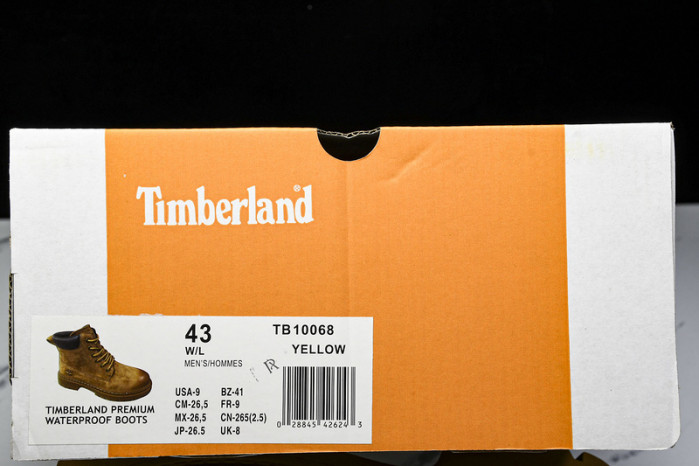 Timberland®
43
W/L
MEN'S/HOMMES
TB10068
YELLOW
USA-9 BZ-41
CM-26,5 FR-9
MX-26,5 CN-265(2.5)
JP-26.5 UK-8
TIMBERLAND PREMIUM
WATERPROOF BOOTS
0 28845 42624 3